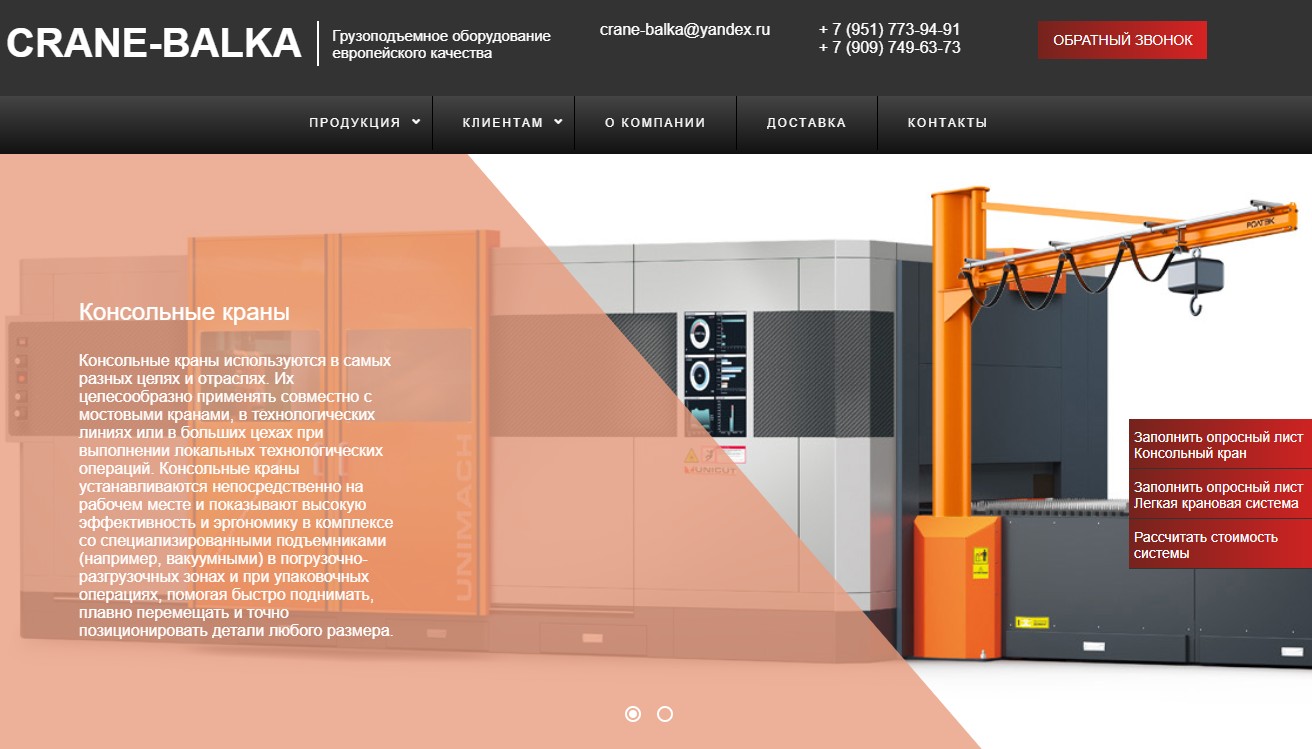 CRANE-BALKA
Грузоподъемное оборудование
европейского качества
crane-balka@yandex.ru
+ 7 (951) 773-94-91
+ 7 (909) 749-63-73
ОБРАТНЫЙ ЗВОНОК
ПРОДУКЦИЯ
КЛИЕНТАМ
О КОМПАНИИ
ДОСТАВКА
КОНТАКТЫ
Консольные краны
Консольные краны используются в самых
разных целях и отраслях. Их
целесообразно применять совместно с
мостовыми кранами, в технологических
линиях или в больших цехах при
выполнении локальных технологических
операций. Консольные краны
устанавливаются непосредственно на
рабочем месте и показывают высокую
эффективность и эргономику в комплексе
со специализированными подъемниками
(например, вакуумными) в погрузочно-
разгрузочных зонах и при упаковочных
операциях, помогая быстро поднимать,
плавно перемещать и точно
позиционировать детали любого размера.
UNIMACH
UNICUT
Заполнить опросный лист
Консольный кран
Заполнить опросный лист
Легкая крановая система
Рассчитать стоимость
системы